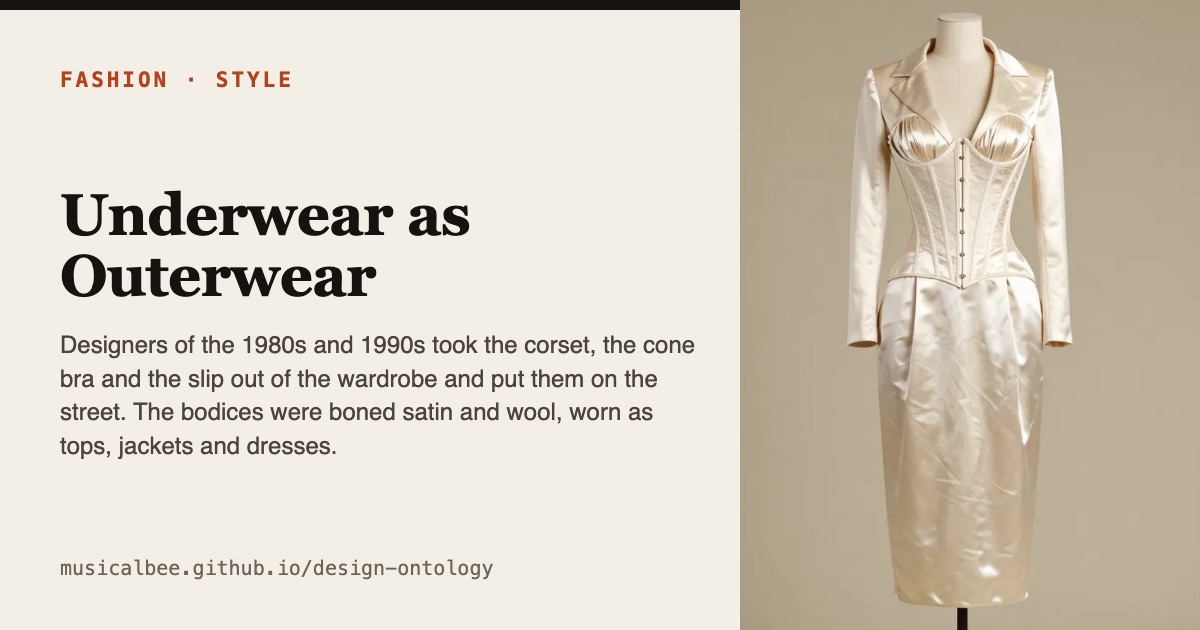 FASHION · STYLE
Underwear as
Outerwear
Designers of the 1980s and 1990s took the corset, the cone
bra and the slip out of the wardrobe and put them on the
street. The bodices were boned satin and wool, worn as
tops, jackets and dresses.
musicalbee.github.io/design-ontology